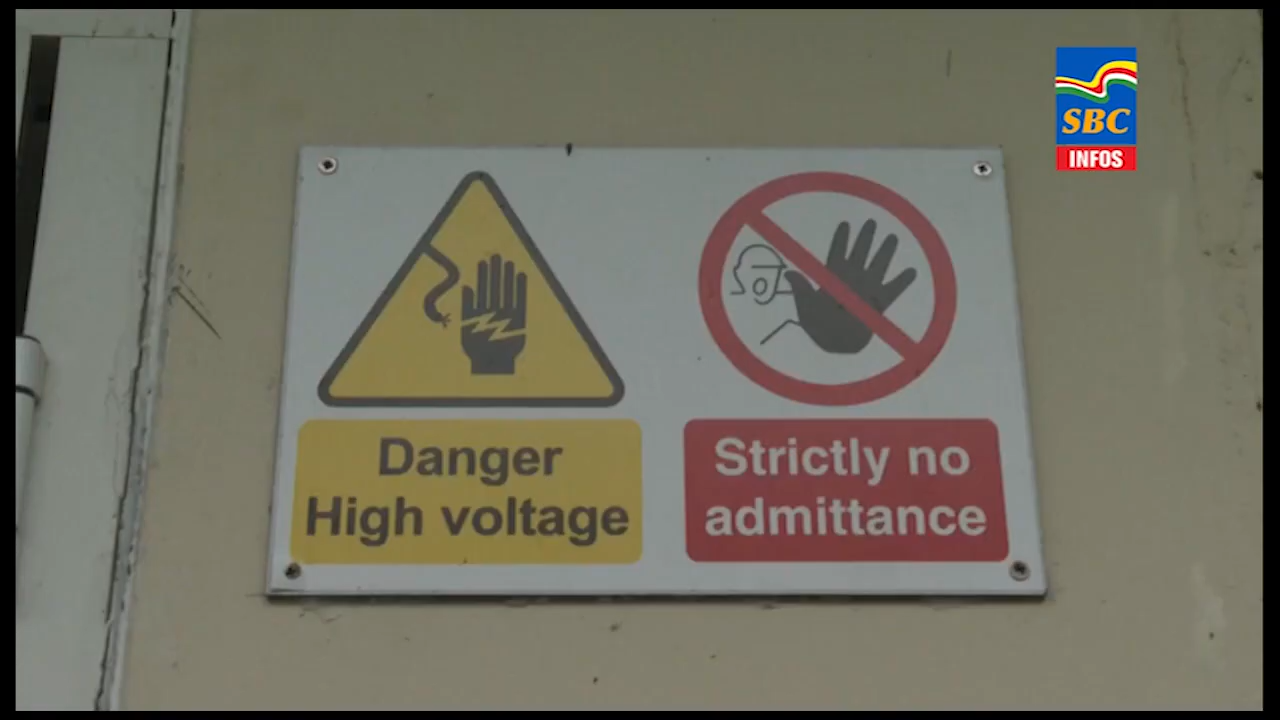 SBC
INFOS
Danger
High voltage
Strictly no
admittance